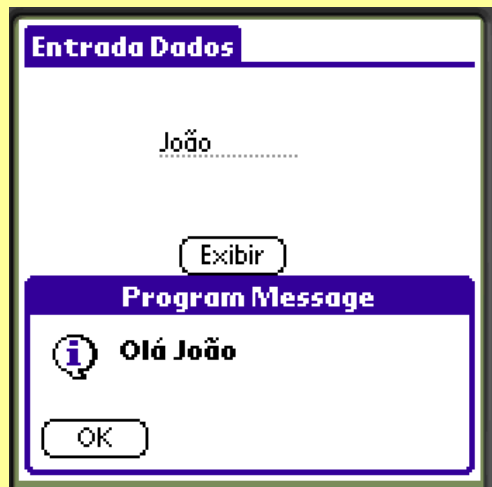 Entrada Dados
João
Exibir
Program Message
Olá João
OK